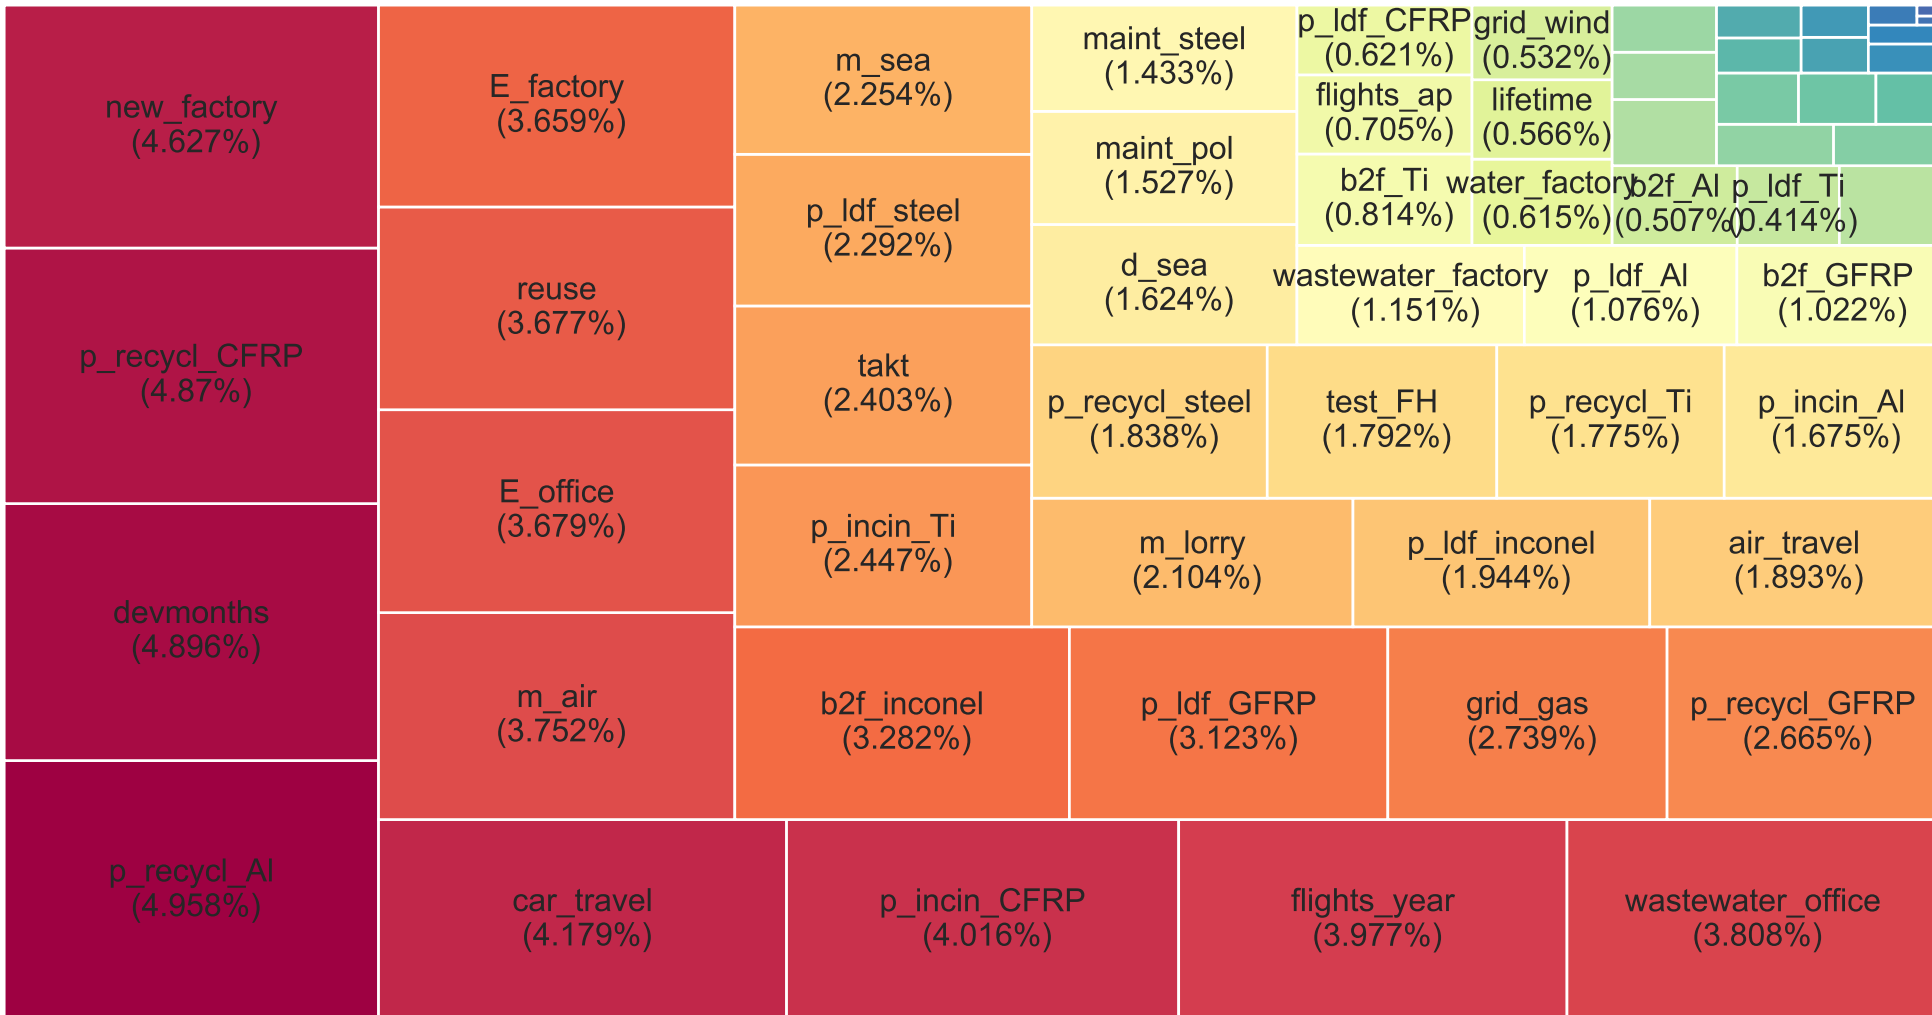 new_factory
(4.627%)
p_recycl_CFRP
(4.87%)
devmonths
(4.896%)
p_recycl_Al
(4.958%)
E_factory
(3.659%)
reuse
(3.677%)
E_office
(3.679%)
m_air
(3.752%)
car_travel
(4.179%)
p_incin_CFRP
(4.016%)
flights_year
(3.977%)
wastewater_office
(3.808%)
m_sea
(2.254%)
p_ldf_steel
(2.292%)
takt
(2.403%)
p_incin_Ti
(2.447%)
b2f_inconel
(3.282%)
p_ldf_GFRP
(3.123%)
grid_gas
(2.739%)
p_recycl_GFRP
(2.665%)
maint_steel
(1.433%)
maint_pol
(1.527%)
d_sea
(1.624%)
p_recycl_steel
(1.838%)
test_FH
(1.792%)
p_recycl_Ti
(1.775%)
p_incin_Al
(1.675%)
m_lorry
(2.104%)
p_ldf_inconel
(1.944%)
air_travel
(1.893%)
p_ldf_CFRP
(0.621%)
flights_ap
(0.705%)
b2f_Ti
(0.814%)
grid_wind
(0.532%)
lifetime
(0.566%)
water_factory
(0.615%)
b2f_Al
(0.507%)
p_ldf_Ti
(0.414%)
wastewater_factory
(1.151%)
p_ldf_Al
(1.076%)
b2f_GFRP
(1.022%)